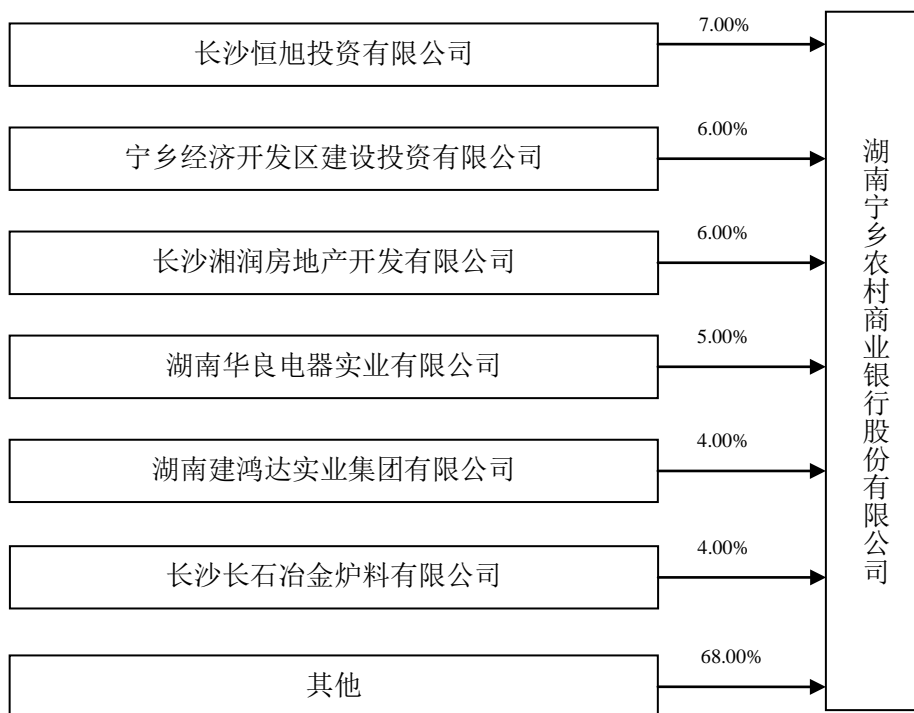 长沙恒旭投资有限公司
7.00%
宁乡经济开发区建设投资有限公司
6.00%
长沙湘润房地产开发有限公司
6.00%
湖南华良电器实业有限公司
5.00%
湖南建鸿达实业集团有限公司
4.00%
长沙长石冶金炉料有限公司
4.00%
其他
68.00%
湖南宁乡农村商业银行股份有限公司